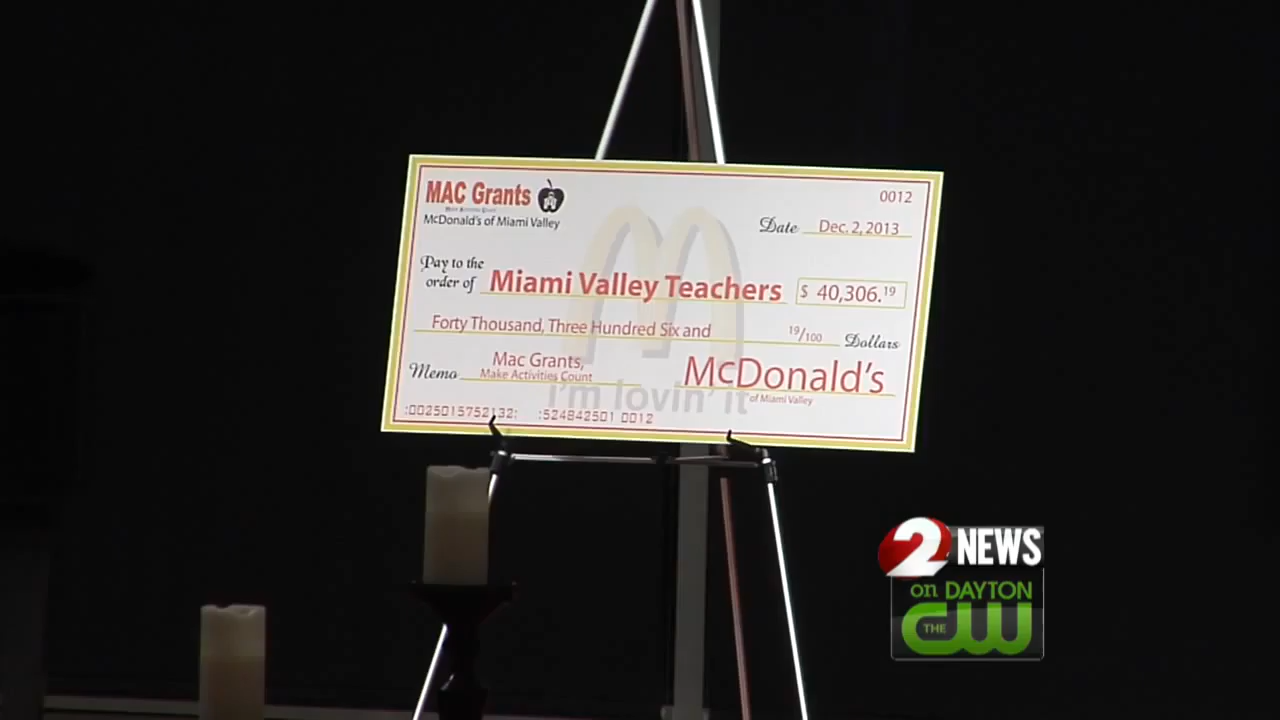 MAC Grants
McDonald's of Miami Valley
0012
Date Dec. 2, 2013
Pay to the
order of Miami Valley Teachers $ 40,306.19
Forty Thousand, Three Hundred Six and 19/100 Dollars
Memo Mac Grants,
Make Activities Count
McDonald's
of Miami Valley
i'm lovin' it
:0025015752132: :524842501 0012
2 NEWS
on DAYTON
THE CW